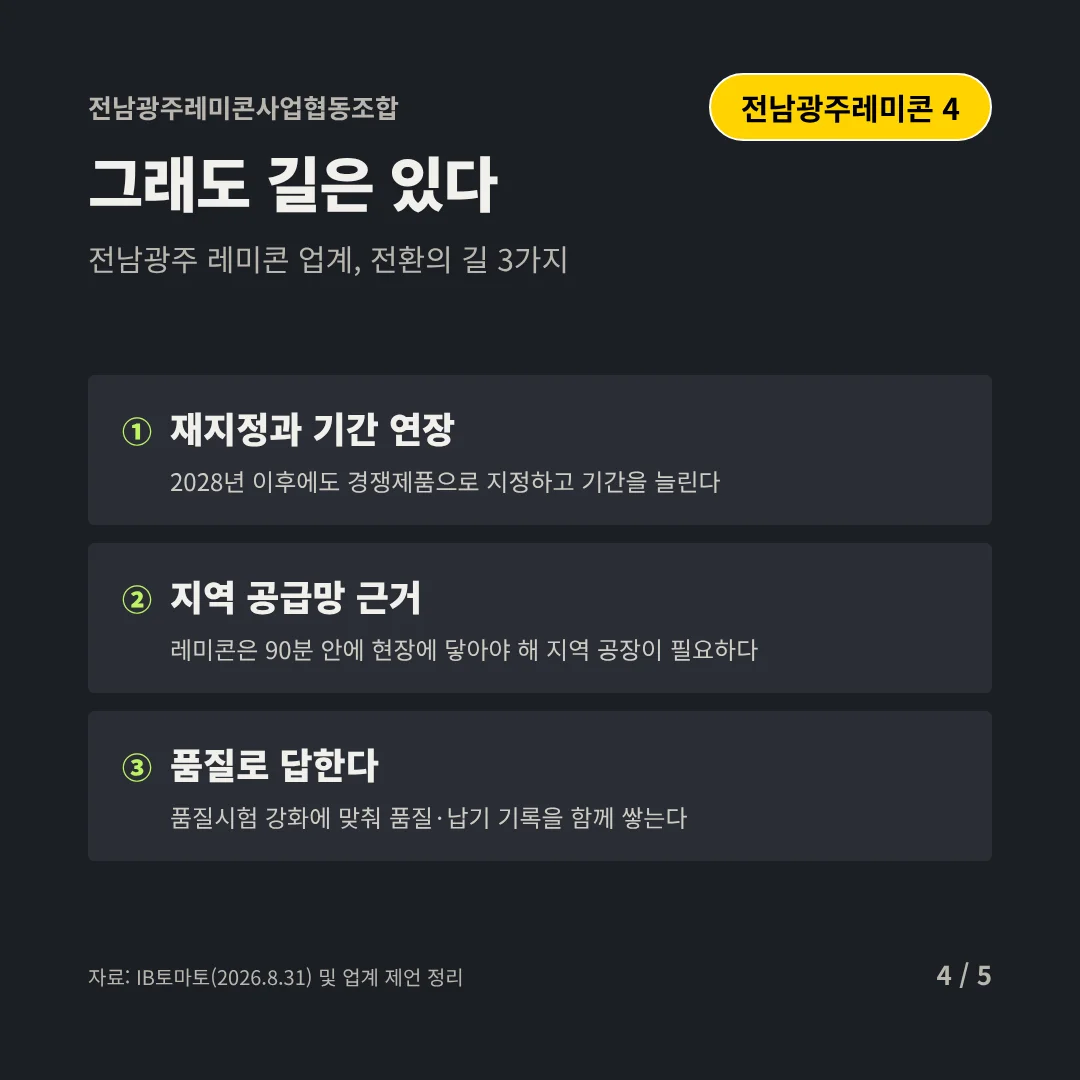 전남광주레미콘사업협동조합
전남광주레미콘 4
그래도 길은 있다
전남광주 레미콘 업계, 전환의 길 3가지
① 재지정과 기간 연장
2028년 이후에도 경쟁제품으로 지정하고 기간을 늘린다
② 지역 공급망 근거
레미콘은 90분 안에 현장에 닿아야 해 지역 공장이 필요하다
③ 품질로 답한다
품질시험 강화에 맞춰 품질·납기 기록을 함께 쌓는다
자료: IB토마토(2026.8.31) 및 업계 제언 정리
4 / 5